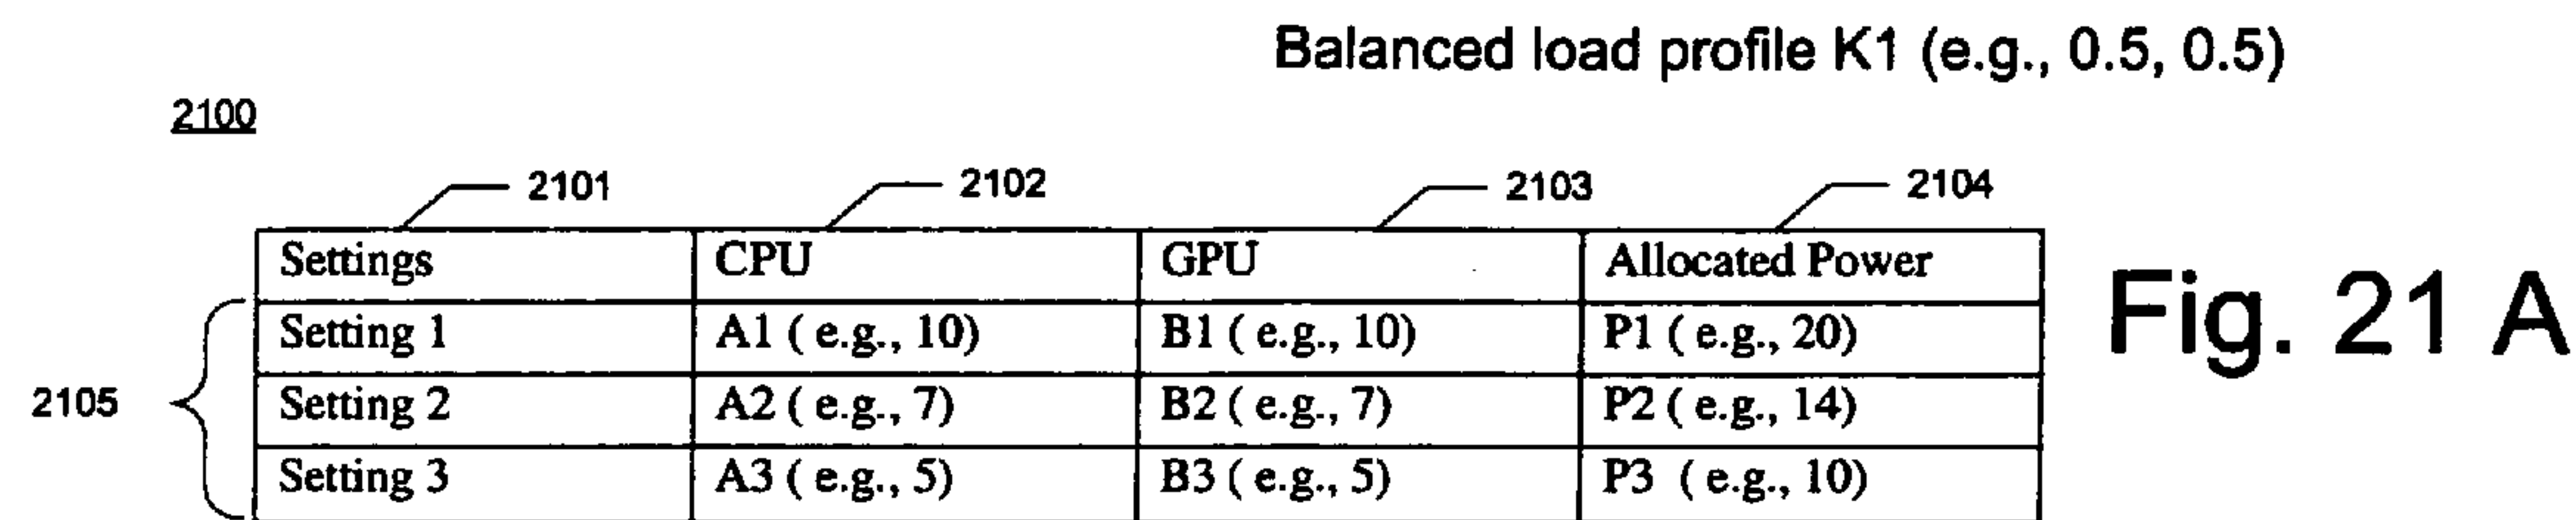 Balanced load profile K1 (e.g., 0.5, 0.5)
2100
2101 2102 2103 2104
Settings CPU GPU Allocated Power
Setting 1 A1 ( e.g., 10) B1 ( e.g., 10) P1 ( e.g., 20)
Setting 2 A2 ( e.g., 7) B2 ( e.g., 7) P2 ( e.g., 14)
Setting 3 A3 ( e.g., 5) B3 ( e.g., 5) P3 ( e.g., 10)
2105
Fig. 21 A